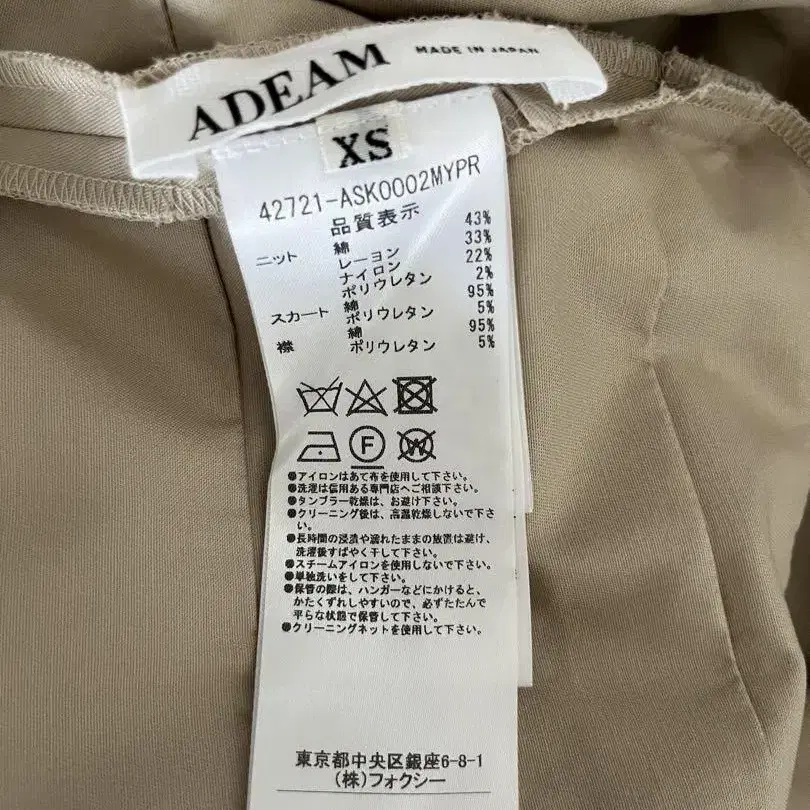 ADEAM MADE IN JAPAN
XS
42721-ASK0002MYPR
品質表示
ニット 綿 43%
レーヨン 33%
ナイロン 22%
ポリウレタン 2%
スカート 綿 95%
ポリウレタン 5%
襟 綿 95%
ポリウレタン 5%
F W
●アイロンはあて布を使用して下さい。
●洗濯は信用ある専門店へご相談下さい。
●タンブラー乾燥は、お避け下さい。
●クリーニング後は、高温乾燥しないで下さ
い。
●長時間の浸漬や濡れたままの放置は避け、
洗濯後すばやく干して下さい。
●スチームアイロンを使用しないで下さい。
●単独洗いをして下さい。
●保管の際は、ハンガーなどにかけると、
かたくずれしやすいので、必ずたたんで
平らな状態で保管して下さい。
●クリーニングネットを使用して下さい。
東京都中央区銀座6-8-1
(株)フォクシー